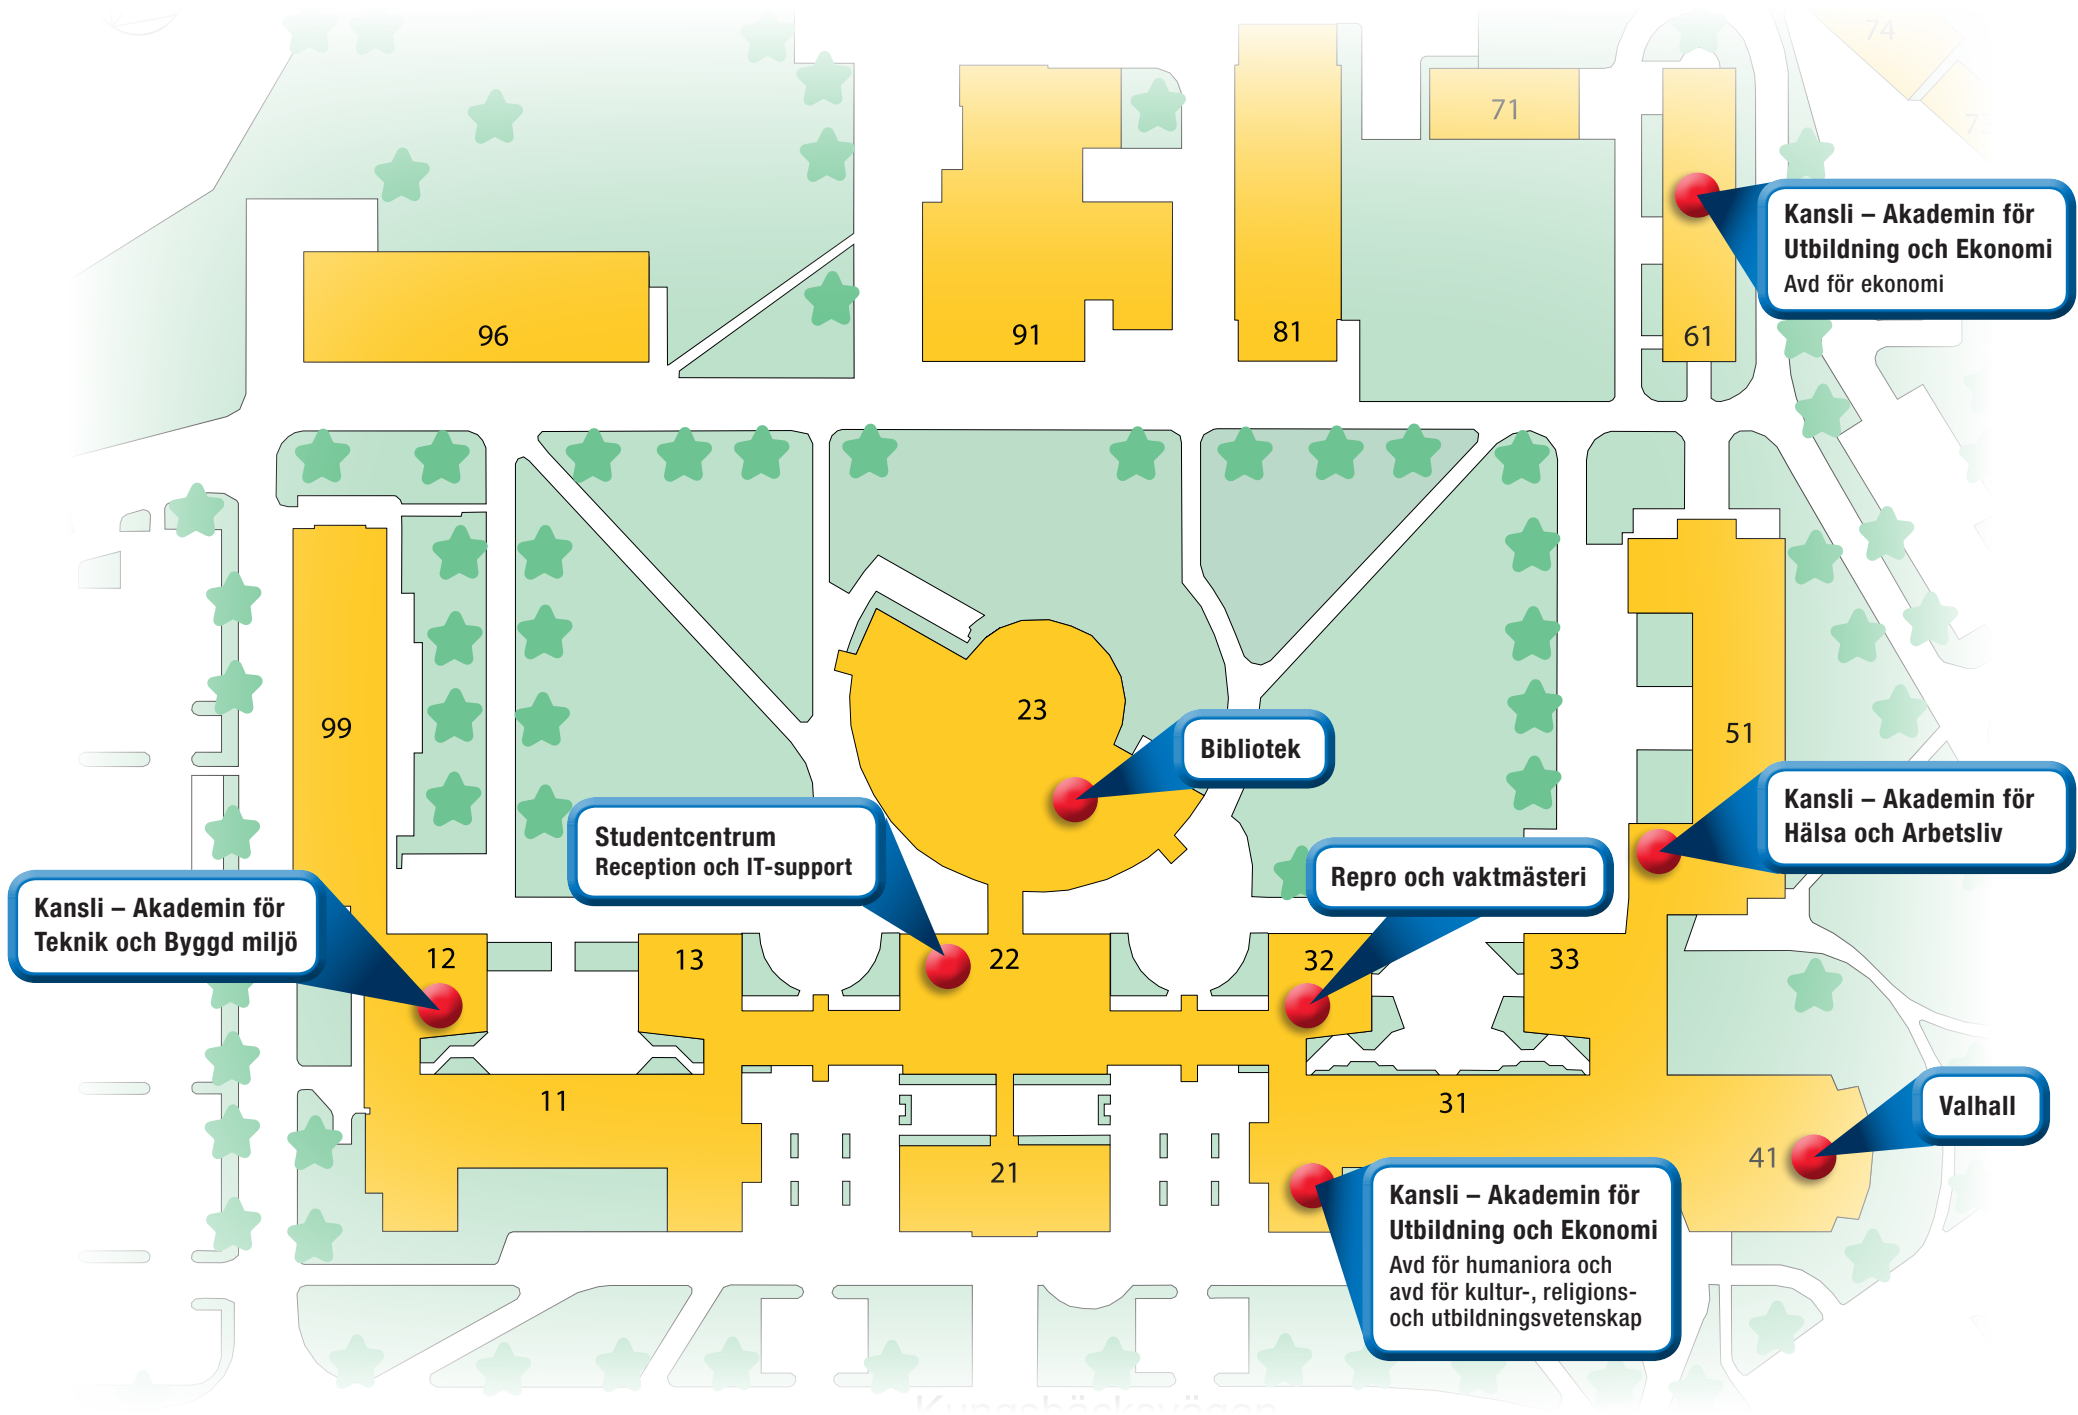 74
71
73
Kansli – Akademin för
Utbildning och Ekonomi
Avd för ekonomi
96
91
81
61
23
99
51
Bibliotek
Kansli – Akademin för
Hälsa och Arbetsliv
Studentcentrum
Reception och IT-support
Repro och vaktmästeri
Kansli – Akademin för
Teknik och Byggd miljö
12
13
22
32
33
11
31
Valhall
21
41
Kansli – Akademin för
Utbildning och Ekonomi
Avd för humaniora och
avd för kultur-, religions-
och utbildningsvetenskap
Kungsbäcksvägen